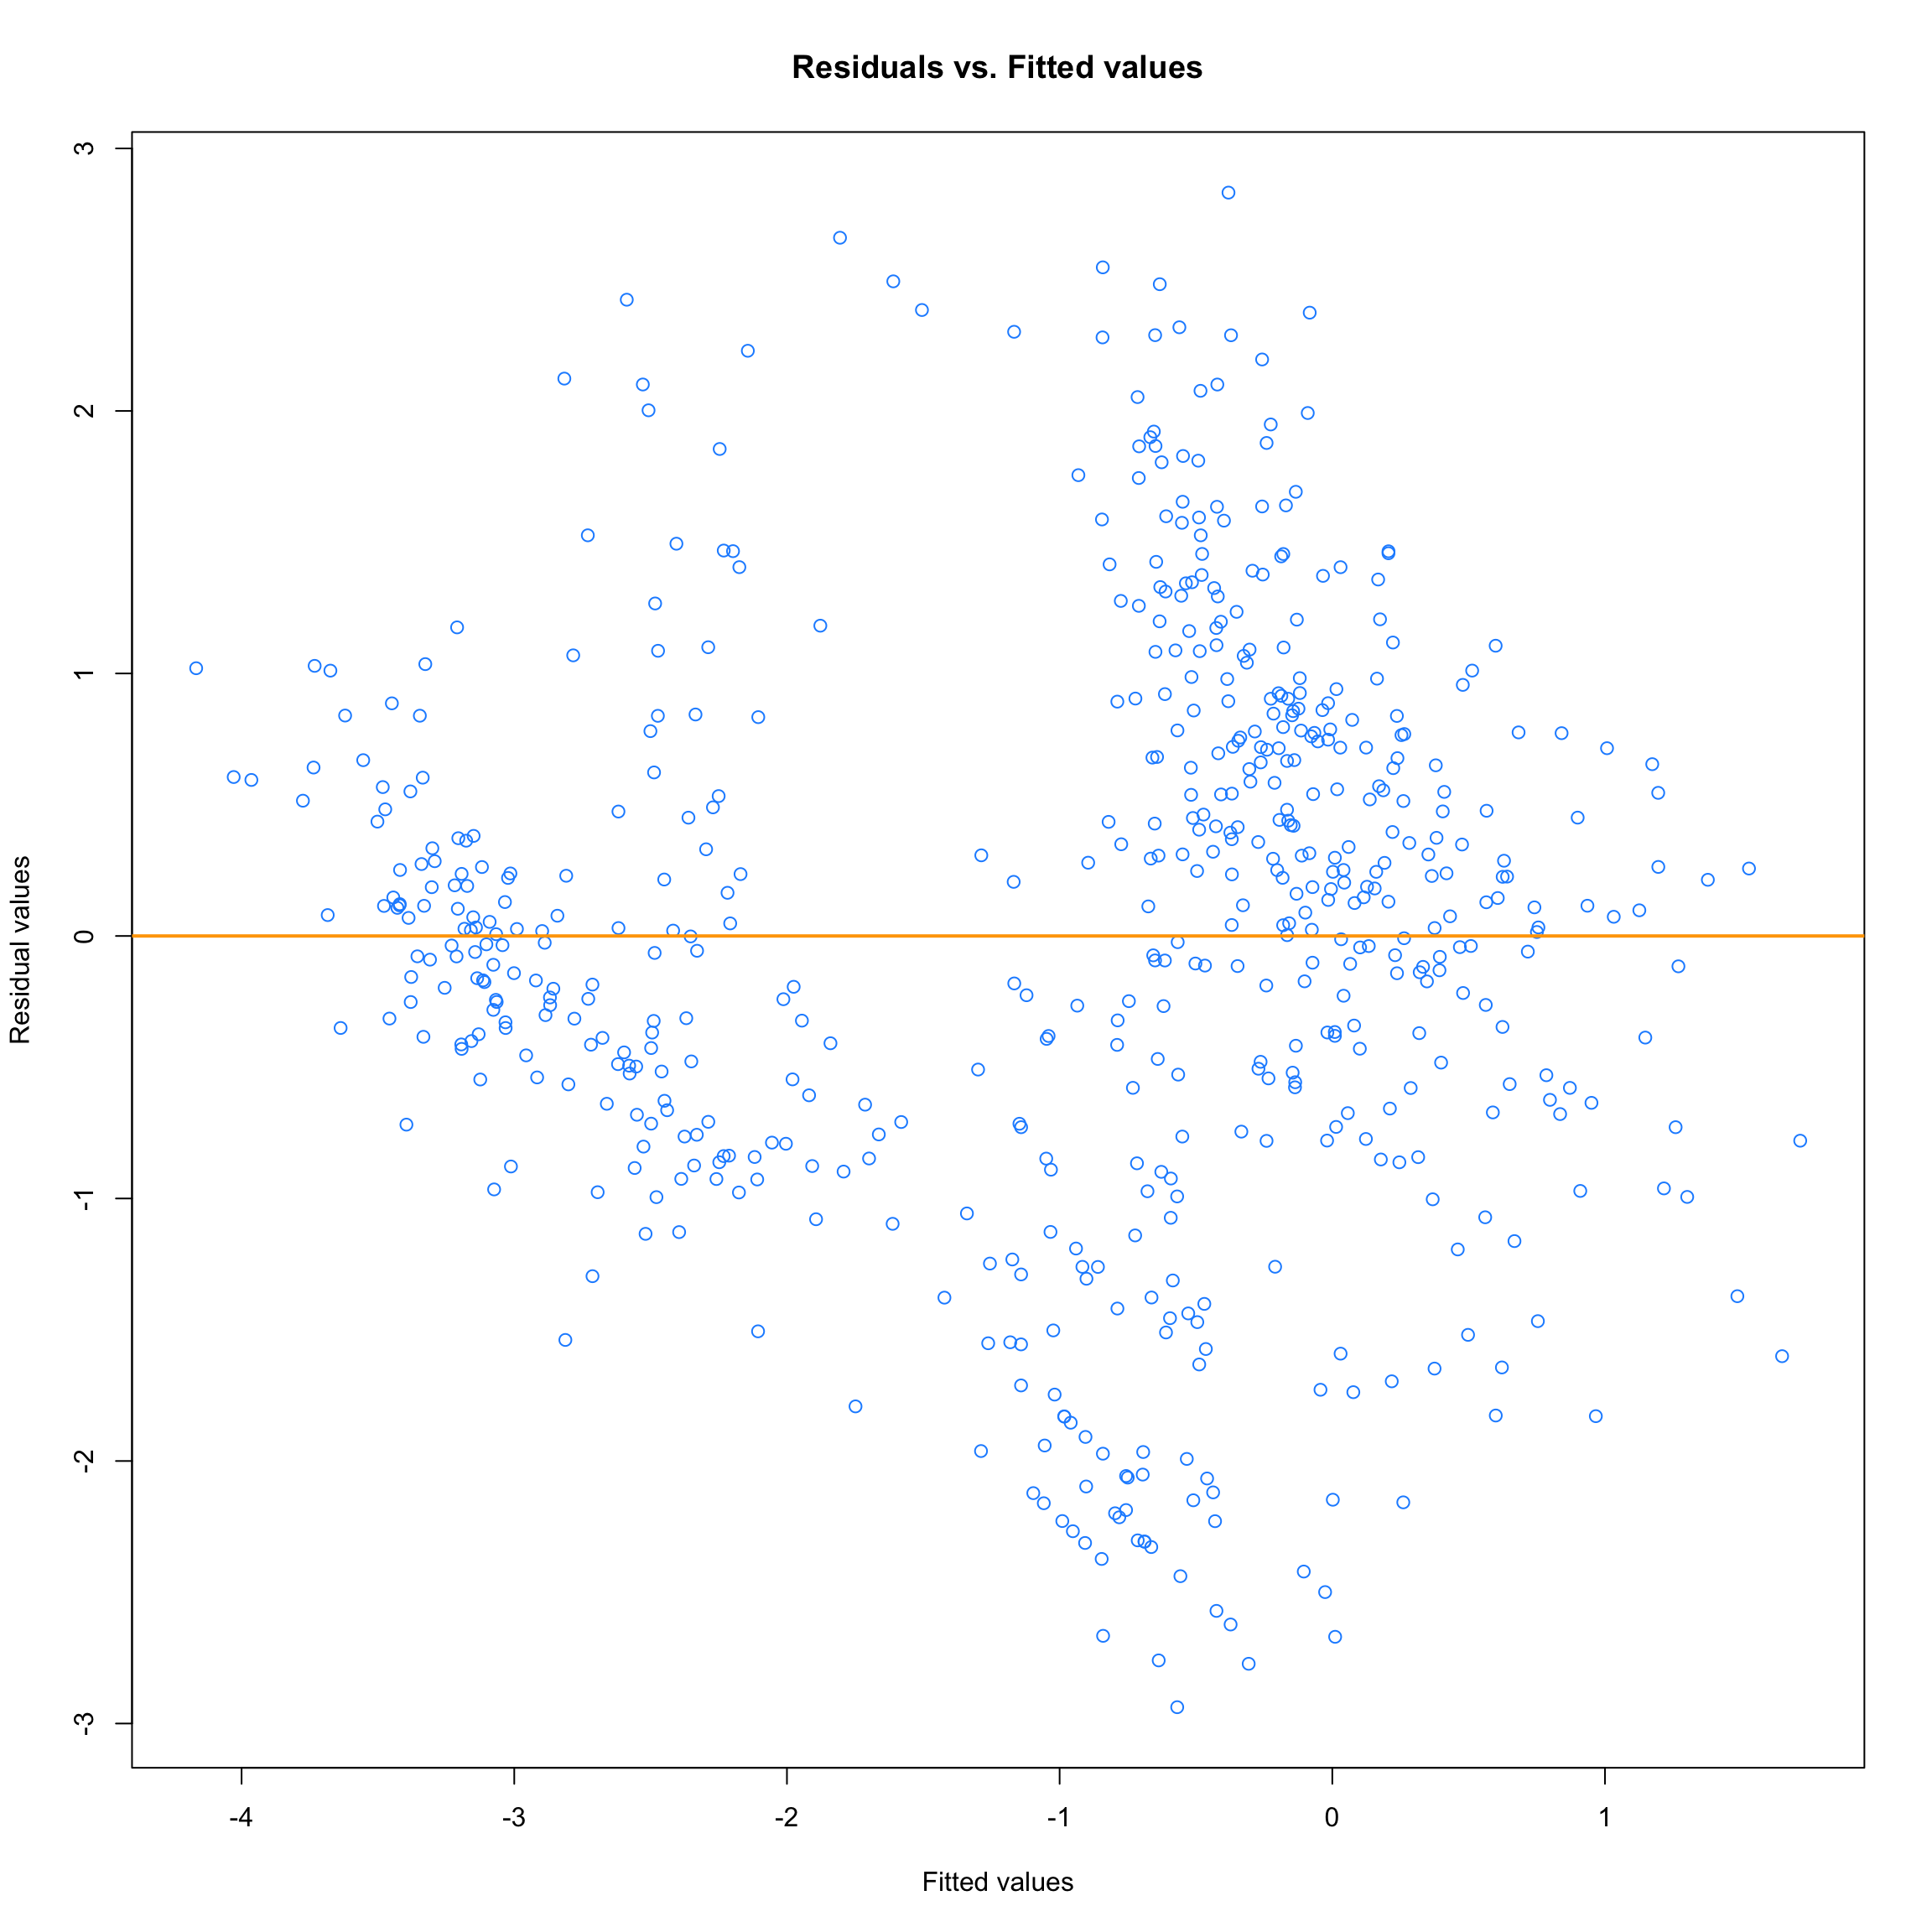 Residuals vs. Fitted values
3
2
1
0
-1
-2
-3
Residual values
-4 -3 -2 -1 0 1
Fitted values